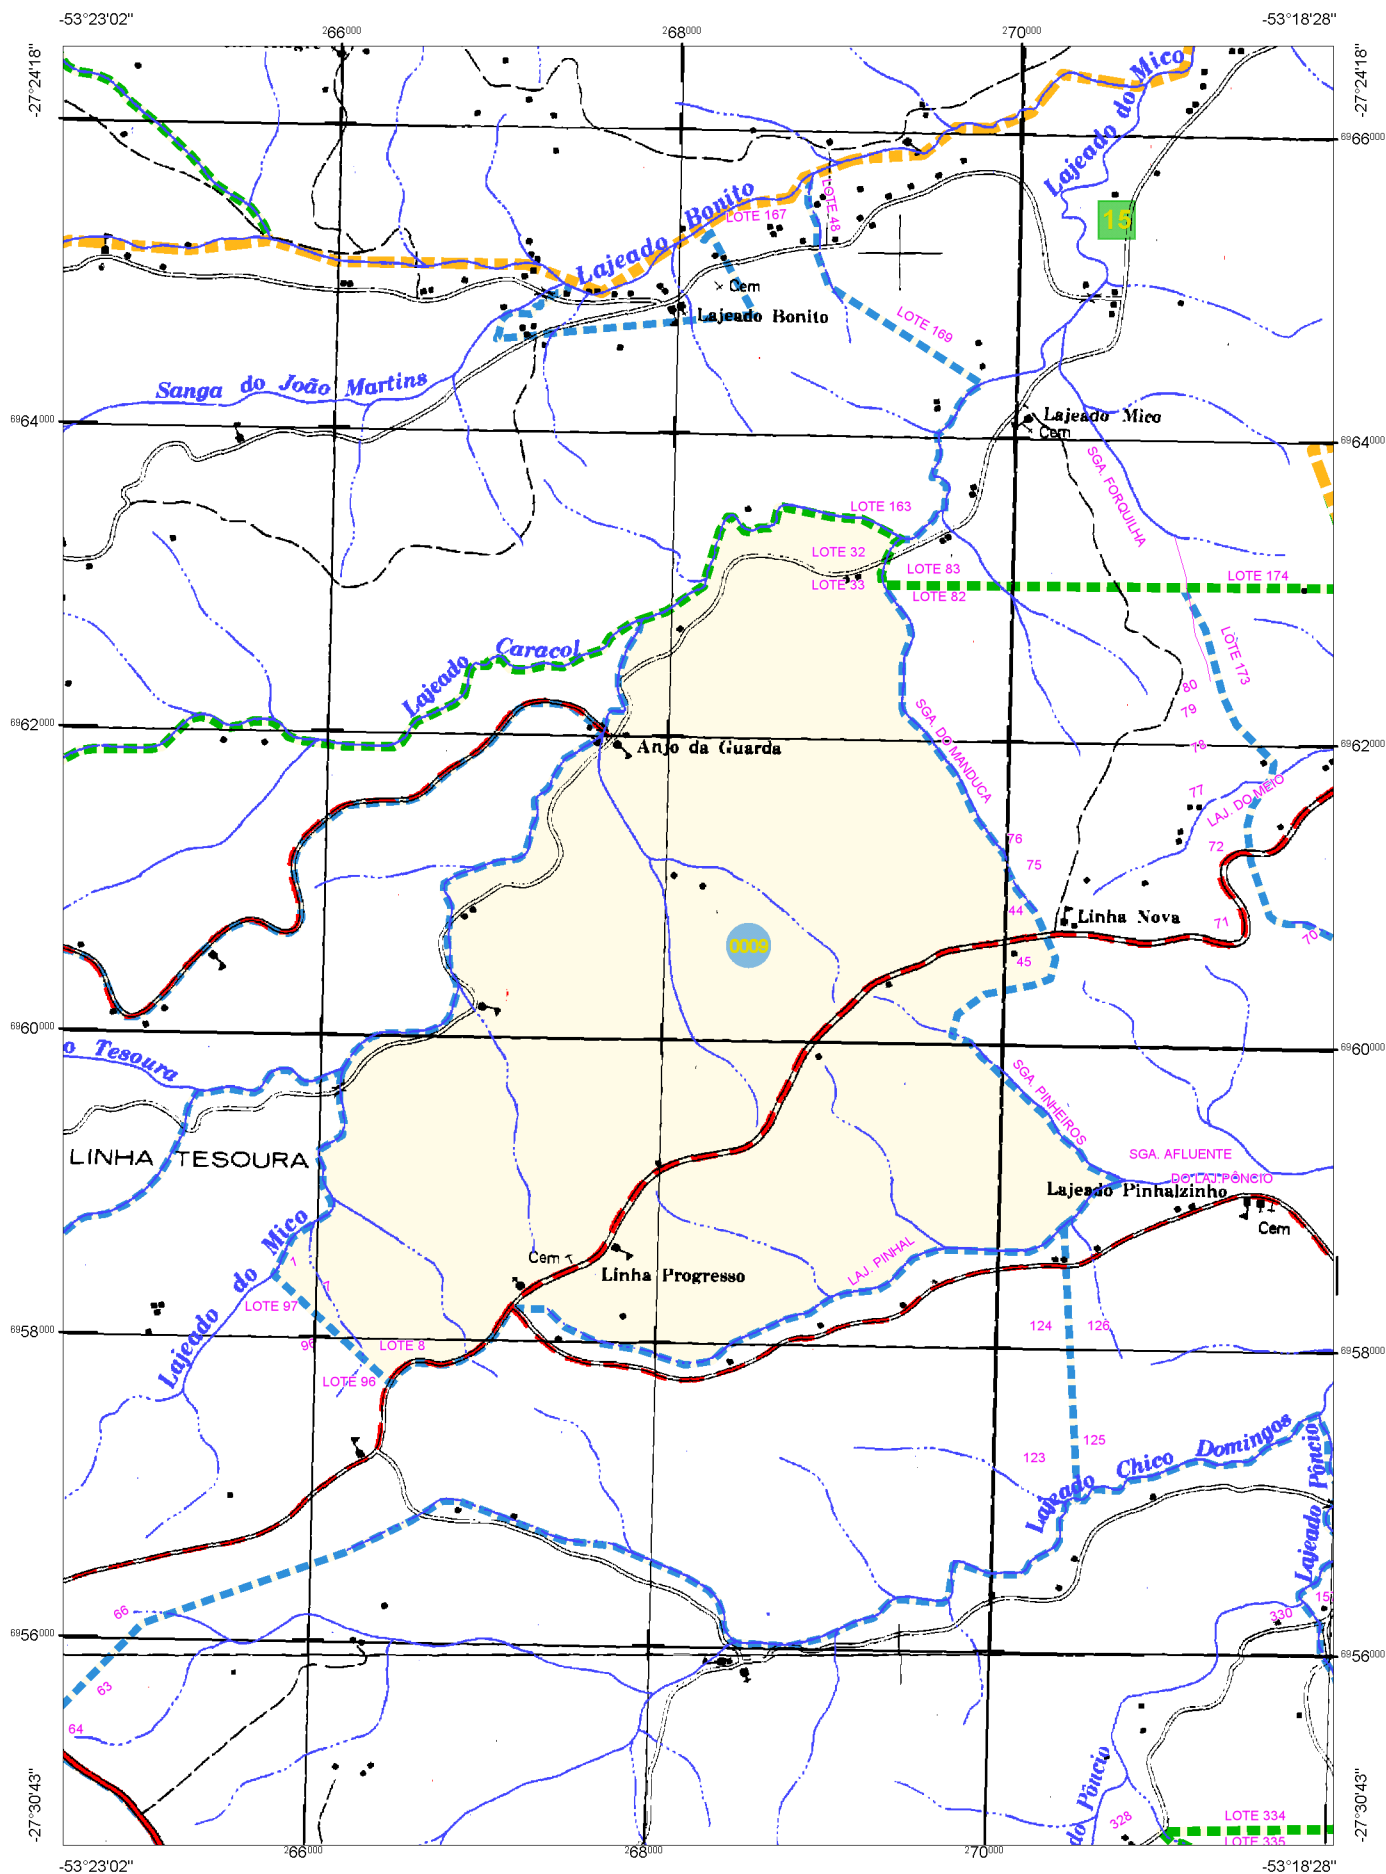 -53°23'02"
-53°18'28"
266000
268000
270000
-27°24'18"
-27°24'18"
Lajeado do Mico
6966000
LOTE 48
LOTE 167
Lajeado Bonito
15
Cem
Lajeado Bonito
LOTE 169
Sanga do João Martins
Lajeado Mico
Cem
6964000
6964000
SGA. FORQUILHA
LOTE 163
LOTE 32
LOTE 33
LOTE 83
LOTE 82
LOTE 174
Lajeado Caracol
LOTE 173
80
79
78
77
6962000
6962000
SGA. DO MANDUCA
Anjo da Guarda
LAJ. DO MEIO
76
75
72
44
Linha Nova
71
70
0009
45
6960000
6960000
o Tesoura
SGA. PINHEIROS
LINHA TESOURA
SGA. AFLUENTE
DO LAJ.PÔNCIO
Lajeado Pinhalzinho
Cem
Lajeado do Mico
7
LAJ. PINHAL
Cem
Linha Progresso
LOTE 97
96
LOTE 8
LOTE 96
124
126
6958000
6958000
123
125
Lajeado Chico Domingos
Lajeado Pôncio
66
63
64
330
15
6956000
6956000
do Pôncio
328
LOTE 334
LOTE 335
-27°30'43"
-27°30'43"
266000
268000
270000
-53°23'02"
-53°18'28"